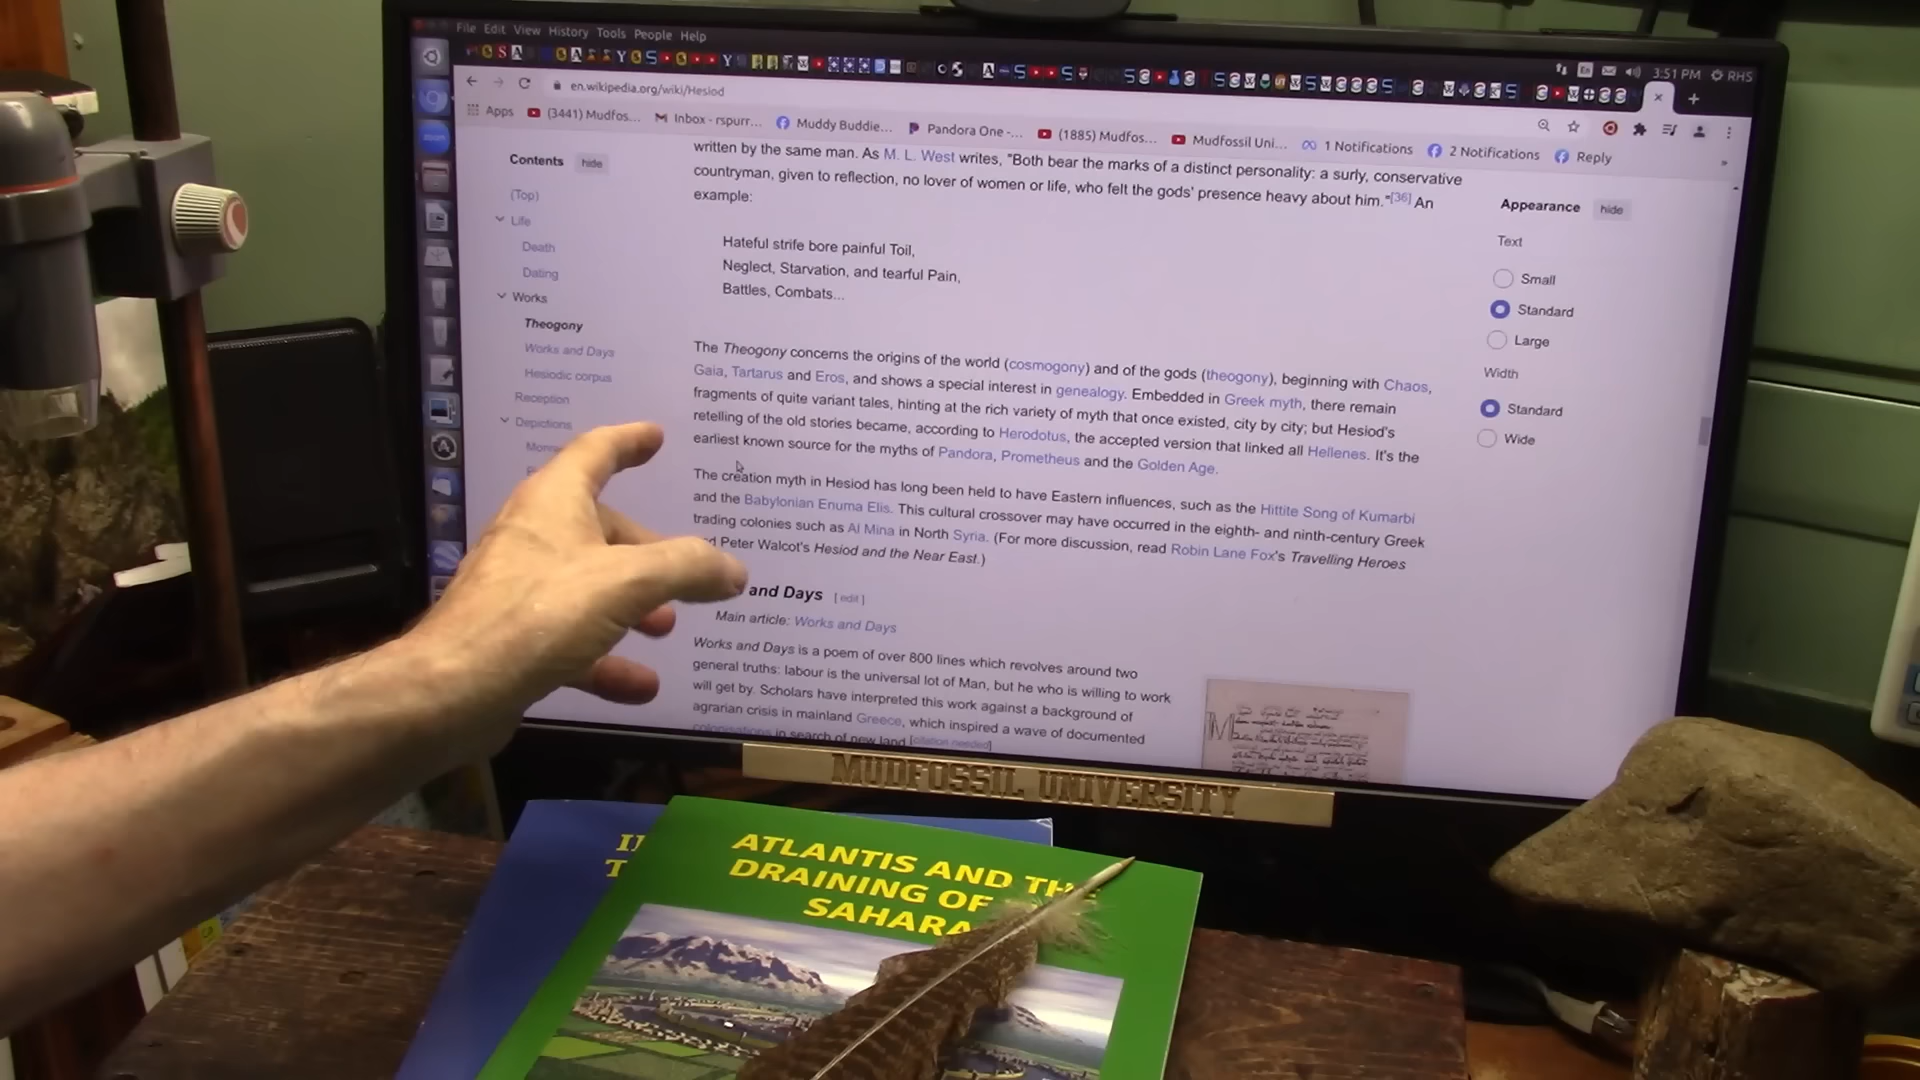 File Edit View History Tools People Help
3:51 PM RHS
en.wikipedia.org/wiki/Hesiod
Apps (3441) Mudfos... Inbox - rspurr... Muddy Buddie... Pandora One -... (1885) Mudfos... Mudfossil Uni... 1 Notifications 2 Notifications Reply
Contents hide
(Top)
Life
Death
Dating
Works
Theogony
Works and Days
Hesiodic corpus
Reception
Depictions
written by the same man. As M. L. West writes, "Both bear the marks of a distinct personality: a surly, conservative
countryman, given to reflection, no lover of women or life, who felt the gods' presence heavy about him."[36] An
example:
Hateful strife bore painful Toil,
Neglect, Starvation, and tearful Pain,
Battles, Combats...
The Theogony concerns the origins of the world (cosmogony) and of the gods (theogony), beginning with Chaos,
Gaia, Tartarus and Eros, and shows a special interest in genealogy. Embedded in Greek myth, there remain
fragments of quite variant tales, hinting at the rich variety of myth that once existed, city by city; but Hesiod's
retelling of the old stories became, according to Herodotus, the accepted version that linked all Hellenes. It's the
earliest known source for the myths of Pandora, Prometheus and the Golden Age.
The creation myth in Hesiod has long been held to have Eastern influences, such as the Hittite Song of Kumarbi
and the Babylonian Enuma Elis. This cultural crossover may have occurred in the eighth- and ninth-century Greek
trading colonies such as Al Mina in North Syria. (For more discussion, read Robin Lane Fox's Travelling Heroes
Peter Walcot's Hesiod and the Near East.)
and Days [ edit ]
Main article: Works and Days
Works and Days is a poem of over 800 lines which revolves around two
general truths: labour is the universal lot of Man, but he who is willing to work
will get by. Scholars have interpreted this work against a background of
agrarian crisis in mainland Greece, which inspired a wave of documented
colonisations in search of new land [citation needed]
Appearance hide
Text
Small
Standard
Large
Width
Standard
Wide
MUDFOSSIL UNIVERSITY
ATLANTIS AND THE
DRAINING OF
SAHARA